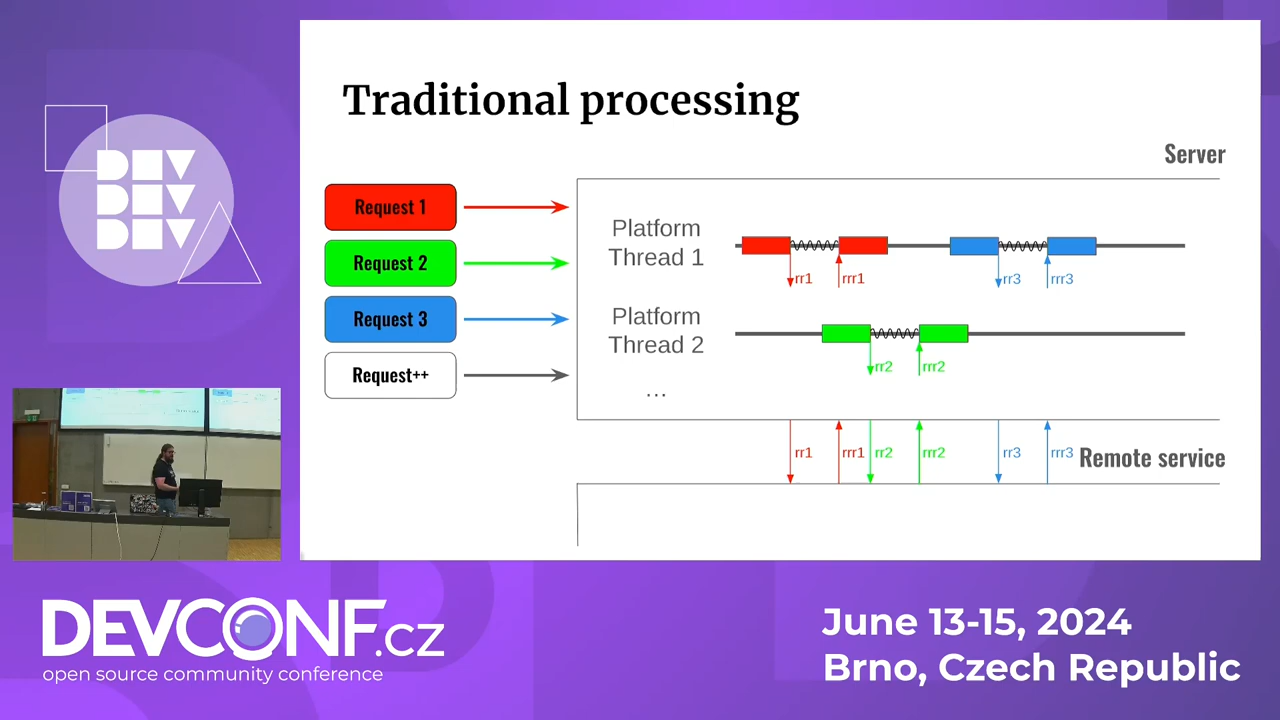 Traditional processing
Server
Request 1
Request 2
Request 3
Request++
Platform
Thread 1
rr1
rrr1
rr3
rrr3
Platform
Thread 2
rr2
rrr2
...
rr1
rrr1
rr2
rrr2
rr3
rrr3
Remote service
DEV
DEV
DEV
DEVCONF.cz
open source community conference
June 13-15, 2024
Brno, Czech Republic